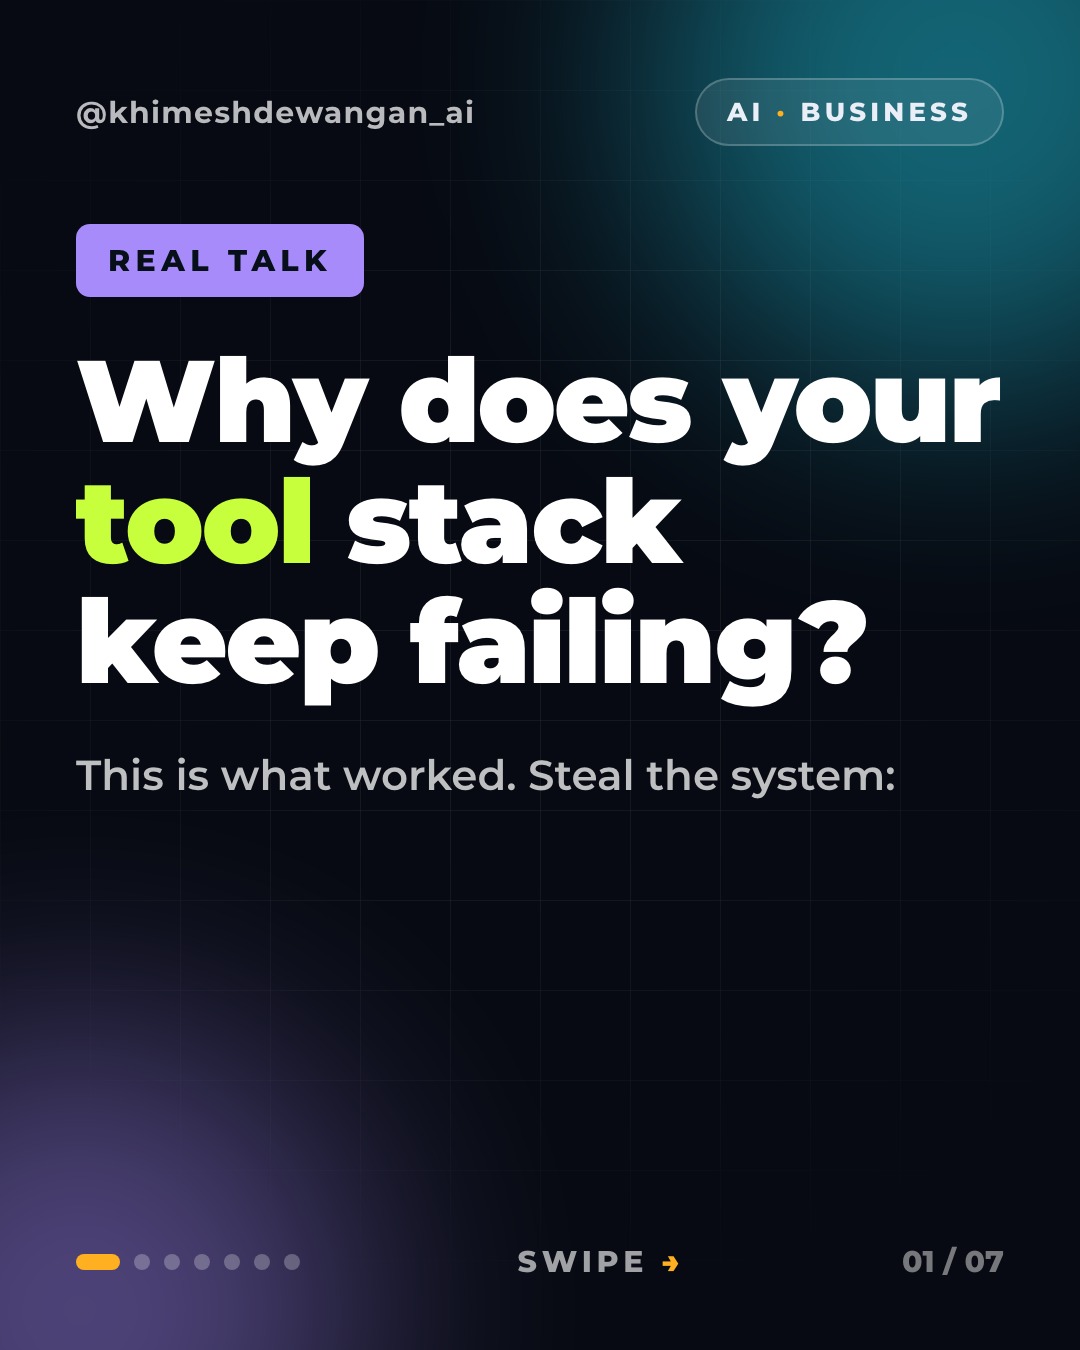 @khimeshdewangan_ai
AI · BUSINESS
REAL TALK
Why does your
tool stack
keep failing?
This is what worked. Steal the system:
SWIPE →
01 / 07